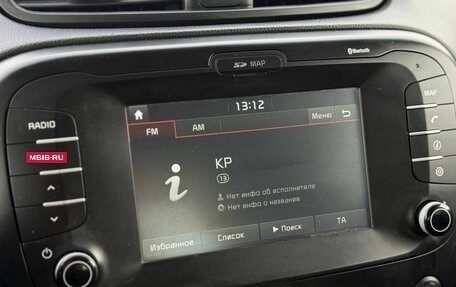 Bluetooth
SD MAP
13:12
RADIO
MAP
FM
AM
Меню
MBIB.RU
KP
13
i
Нет инфо об исполнителе
Нет инфо о названии
Избранное
Список
Поиск
TA